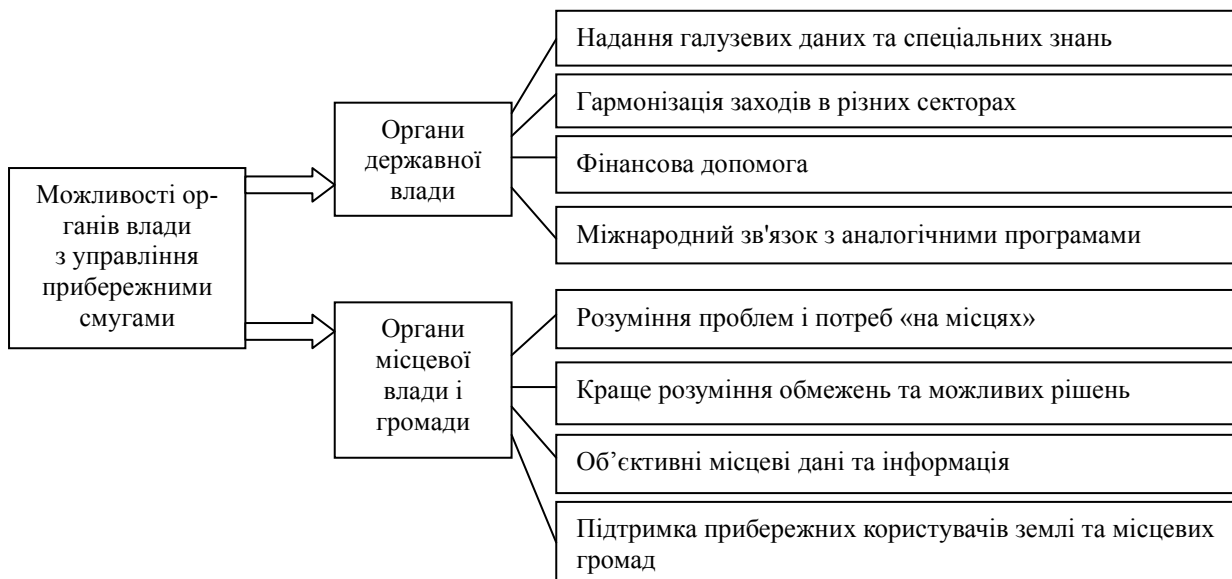 Можливості ор-
ганів влади
з управління
прибережними
смугами
Органи
державної
влади
Надання галузевих даних та спеціальних знань
Гармонізація заходів в різних секторах
Фінансова допомога
Міжнародний зв'язок з аналогічними програмами
Органи
місцевої
влади і
громади
Розуміння проблем і потреб «на місцях»
Краще розуміння обмежень та можливих рішень
Об’єктивні місцеві дані та інформація
Підтримка прибережних користувачів землі та місцевих
громад